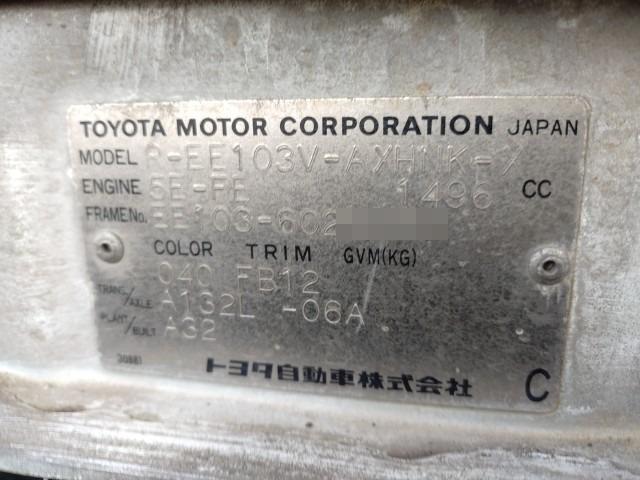 TOYOTA MOTOR CORPORATION JAPAN
MODEL R-EE103V-AXHNK-X
ENGINE 5E-FE 1496 CC
FRAME No. EE103-602
COLOR TRIM GVM(KG)
040 FB12
TRANS/AXLE A132L -06A
PLANT/BUILT A32
30881
トヨタ自動車株式会社 C